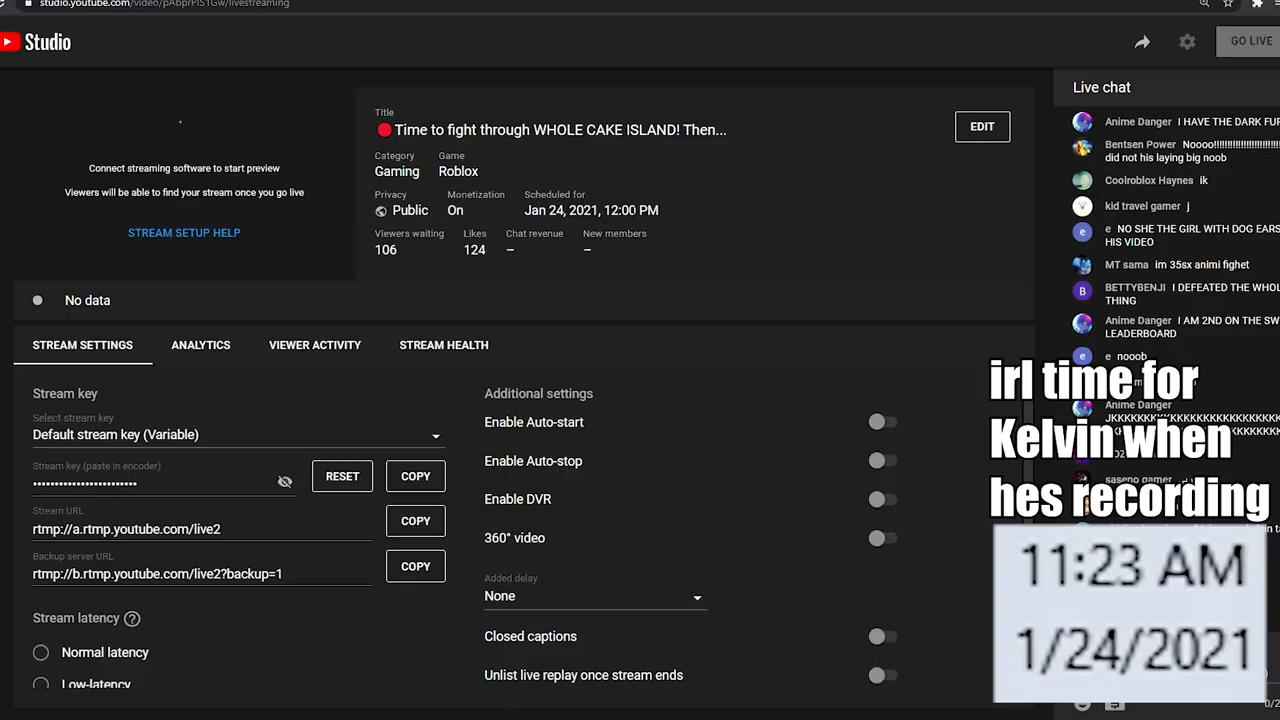 studio.youtube.com/video/pAbprPIS1Gw/livestreaming
Studio
GO LIVE
Title
Time to fight through WHOLE CAKE ISLAND! Then...
EDIT
Category
Game
Gaming
Roblox
Privacy
Monetization
Scheduled for
Public
On
Jan 24, 2021, 12:00 PM
Viewers waiting
Likes
Chat revenue
New members
106
124
–
–
Connect streaming software to start preview
Viewers will be able to find your stream once you go live
STREAM SETUP HELP
No data
STREAM SETTINGS
ANALYTICS
VIEWER ACTIVITY
STREAM HEALTH
Stream key
Select stream key
Default stream key (Variable)
Stream key (paste in encoder)
RESET
COPY
Stream URL
rtmp://a.rtmp.youtube.com/live2
COPY
Backup server URL
rtmp://b.rtmp.youtube.com/live2?backup=1
COPY
Stream latency
Normal latency
Low-latency
Additional settings
Enable Auto-start
Enable Auto-stop
Enable DVR
360° video
Added delay
None
Closed captions
Unlist live replay once stream ends
Live chat
Anime Danger I HAVE THE DARK FUR
Bentsen Power Noooo!!!!!!!!!!!!!!!!!!!!!!!!!!!!
did not his laying big noob
Coolroblox Haynes ik
kid travel gamer j
e NO SHE THE GIRL WITH DOG EARS
HIS VIDEO
MT sama im 35sx animi fighet
B
BETTYBENJI I DEFEATED THE WHOL
THING
Anime Danger I AM 2ND ON THE SW
LEADERBOARD
e nooob
Anime Danger
saseno gamer
irl time for
Kelvin when
hes recording
11:23 AM
1/24/2021